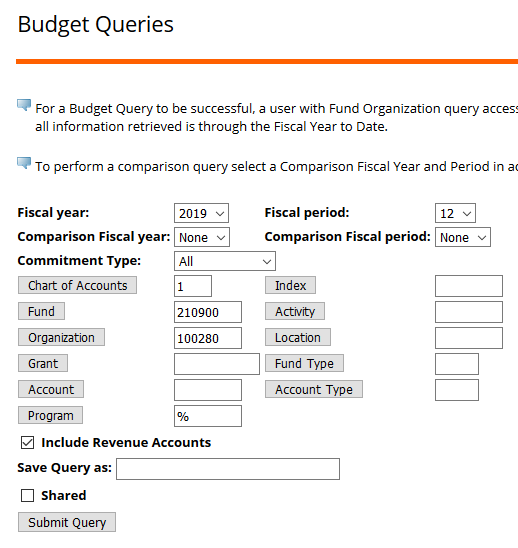 Budget Queries
For a Budget Query to be successful, a user with Fund Organization query access
all information retrieved is through the Fiscal Year to Date.
To perform a comparison query select a Comparison Fiscal Year and Period in
Fiscal year: 2019 Fiscal period: 12
Comparison Fiscal year: None Comparison Fiscal period: None
Commitment Type: All
Chart of Accounts 1 Index
Fund 210900 Activity
Organization 100280 Location
Grant Fund Type
Account Account Type
Program %
Include Revenue Accounts
Save Query as:
Shared
Submit Query